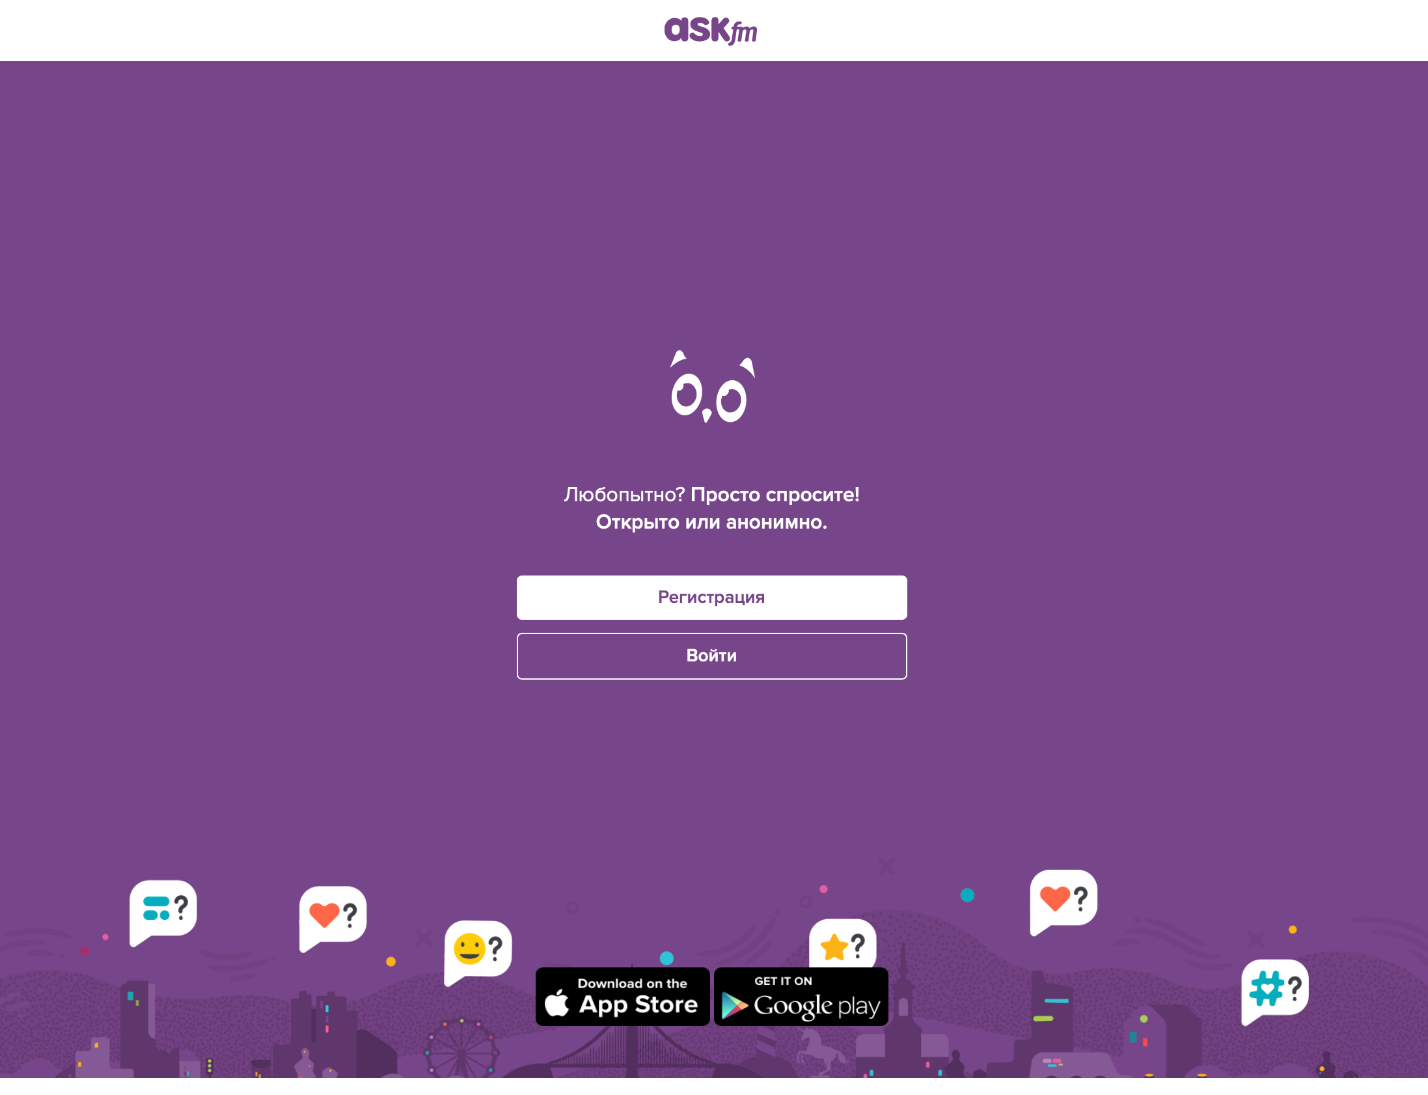 ASKfm
Любопытно? Просто спросите!
Открыто или анонимно.
Регистрация
Войти
?
?
?
?
?
#?
Download on the
App Store
GET IT ON
Google play